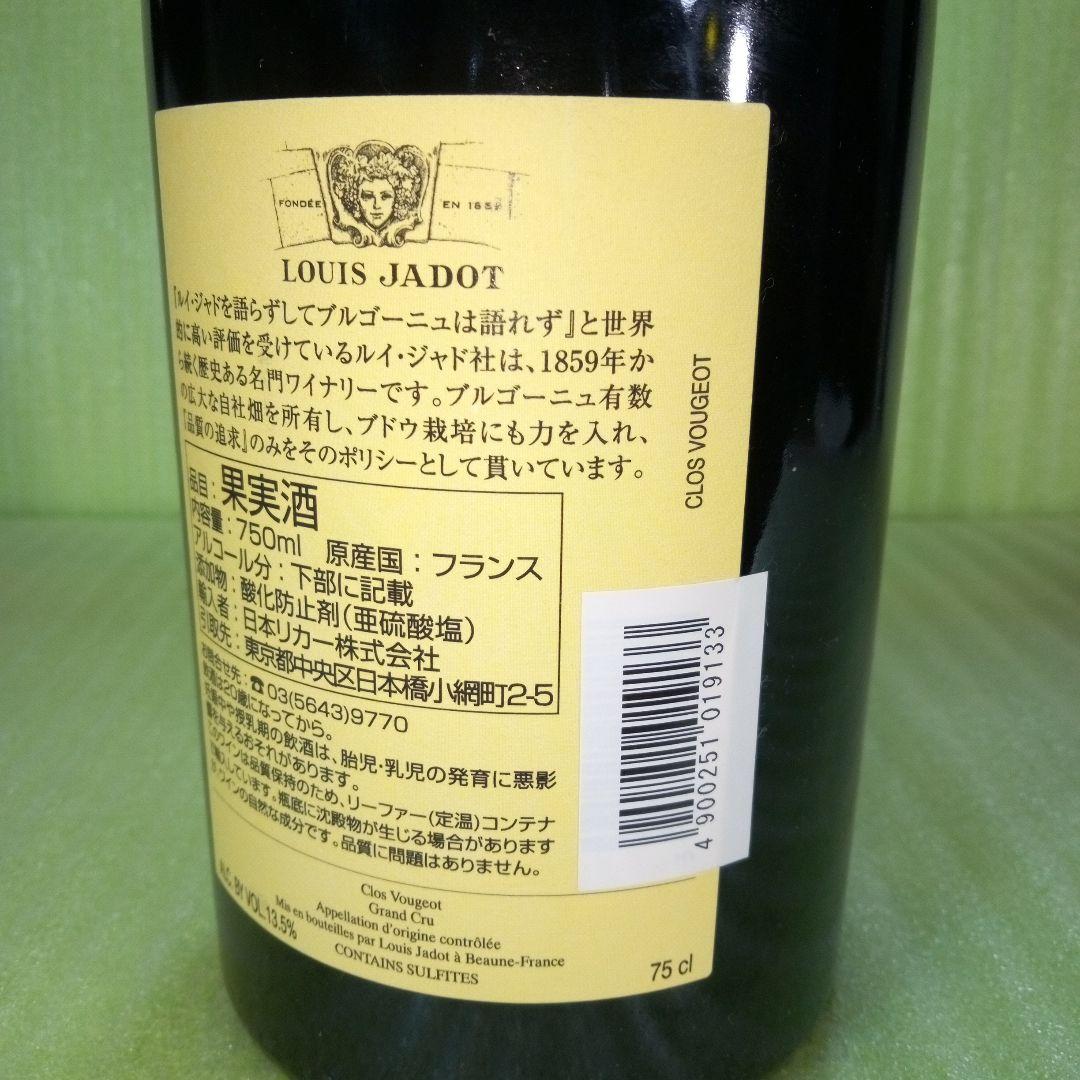 FONDÉE EN 1859
LOUIS JADOT
『ルイ・ジャドを語らずしてブルゴーニュは語れず』と世界
的に高い評価を受けているルイ・ジャド社は、1859年か
ら続く歴史ある名門ワイナリーです。ブルゴーニュ有数
の広大な自社畑を所有し、ブドウ栽培にも力を入れ、
『品質の追求』のみをそのポリシーとして貫いています。
品目：果実酒
内容量：750ml 原産国：フランス
アルコール分：下部に記載
添加物：酸化防止剤（亜硫酸塩）
輸入者：日本リカー株式会社
引取先：東京都中央区日本橋小網町2-5
お問合せ先：☎03(5643)9770
飲酒は20歳になってから。
妊娠中や授乳期の飲酒は、胎児・乳児の発育に悪影
響を与えるおそれがあります。
このワインは品質保持のため、リーファー（定温）コンテナ
で輸入しています。瓶底に沈殿物が生じる場合があります
が、ワインの自然な成分です。品質に問題はありません。
Clos Vougeot
Grand Cru
Appellation d'origine contrôlée
Mis en bouteilles par Louis Jadot à Beaune-France
CONTAINS SULFITES
ALC. BY VOL.13.5%
75 cl
CLOS VOUGEOT
4 900251 019133